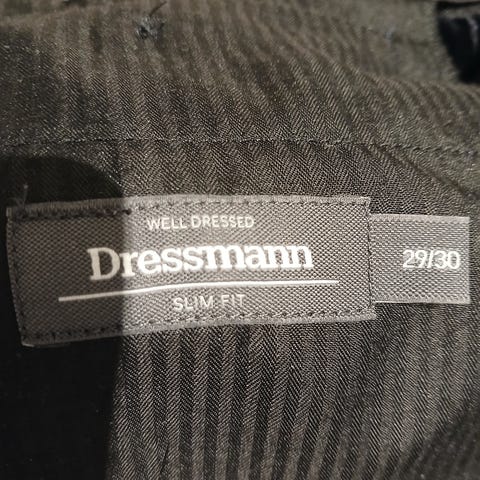 WELL DRESSED
Dressmann
SLIM FIT
29/30